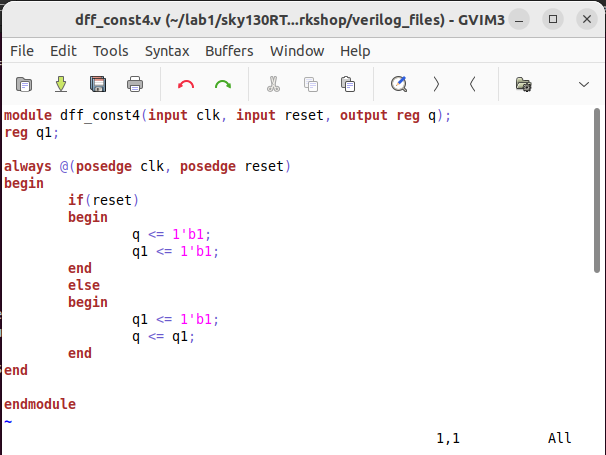 dff_const4.v (~/lab1/sky130RT...rkshop/verilog_files) - GVIM3
File Edit Tools Syntax Buffers Window Help
module dff_const4(input clk, input reset, output reg q);
reg q1;
always @(posedge clk, posedge reset)
begin
if(reset)
begin
q <= 1'b1;
q1 <= 1'b1;
end
else
begin
q1 <= 1'b1;
q <= q1;
end
end
endmodule
~
1,1 All